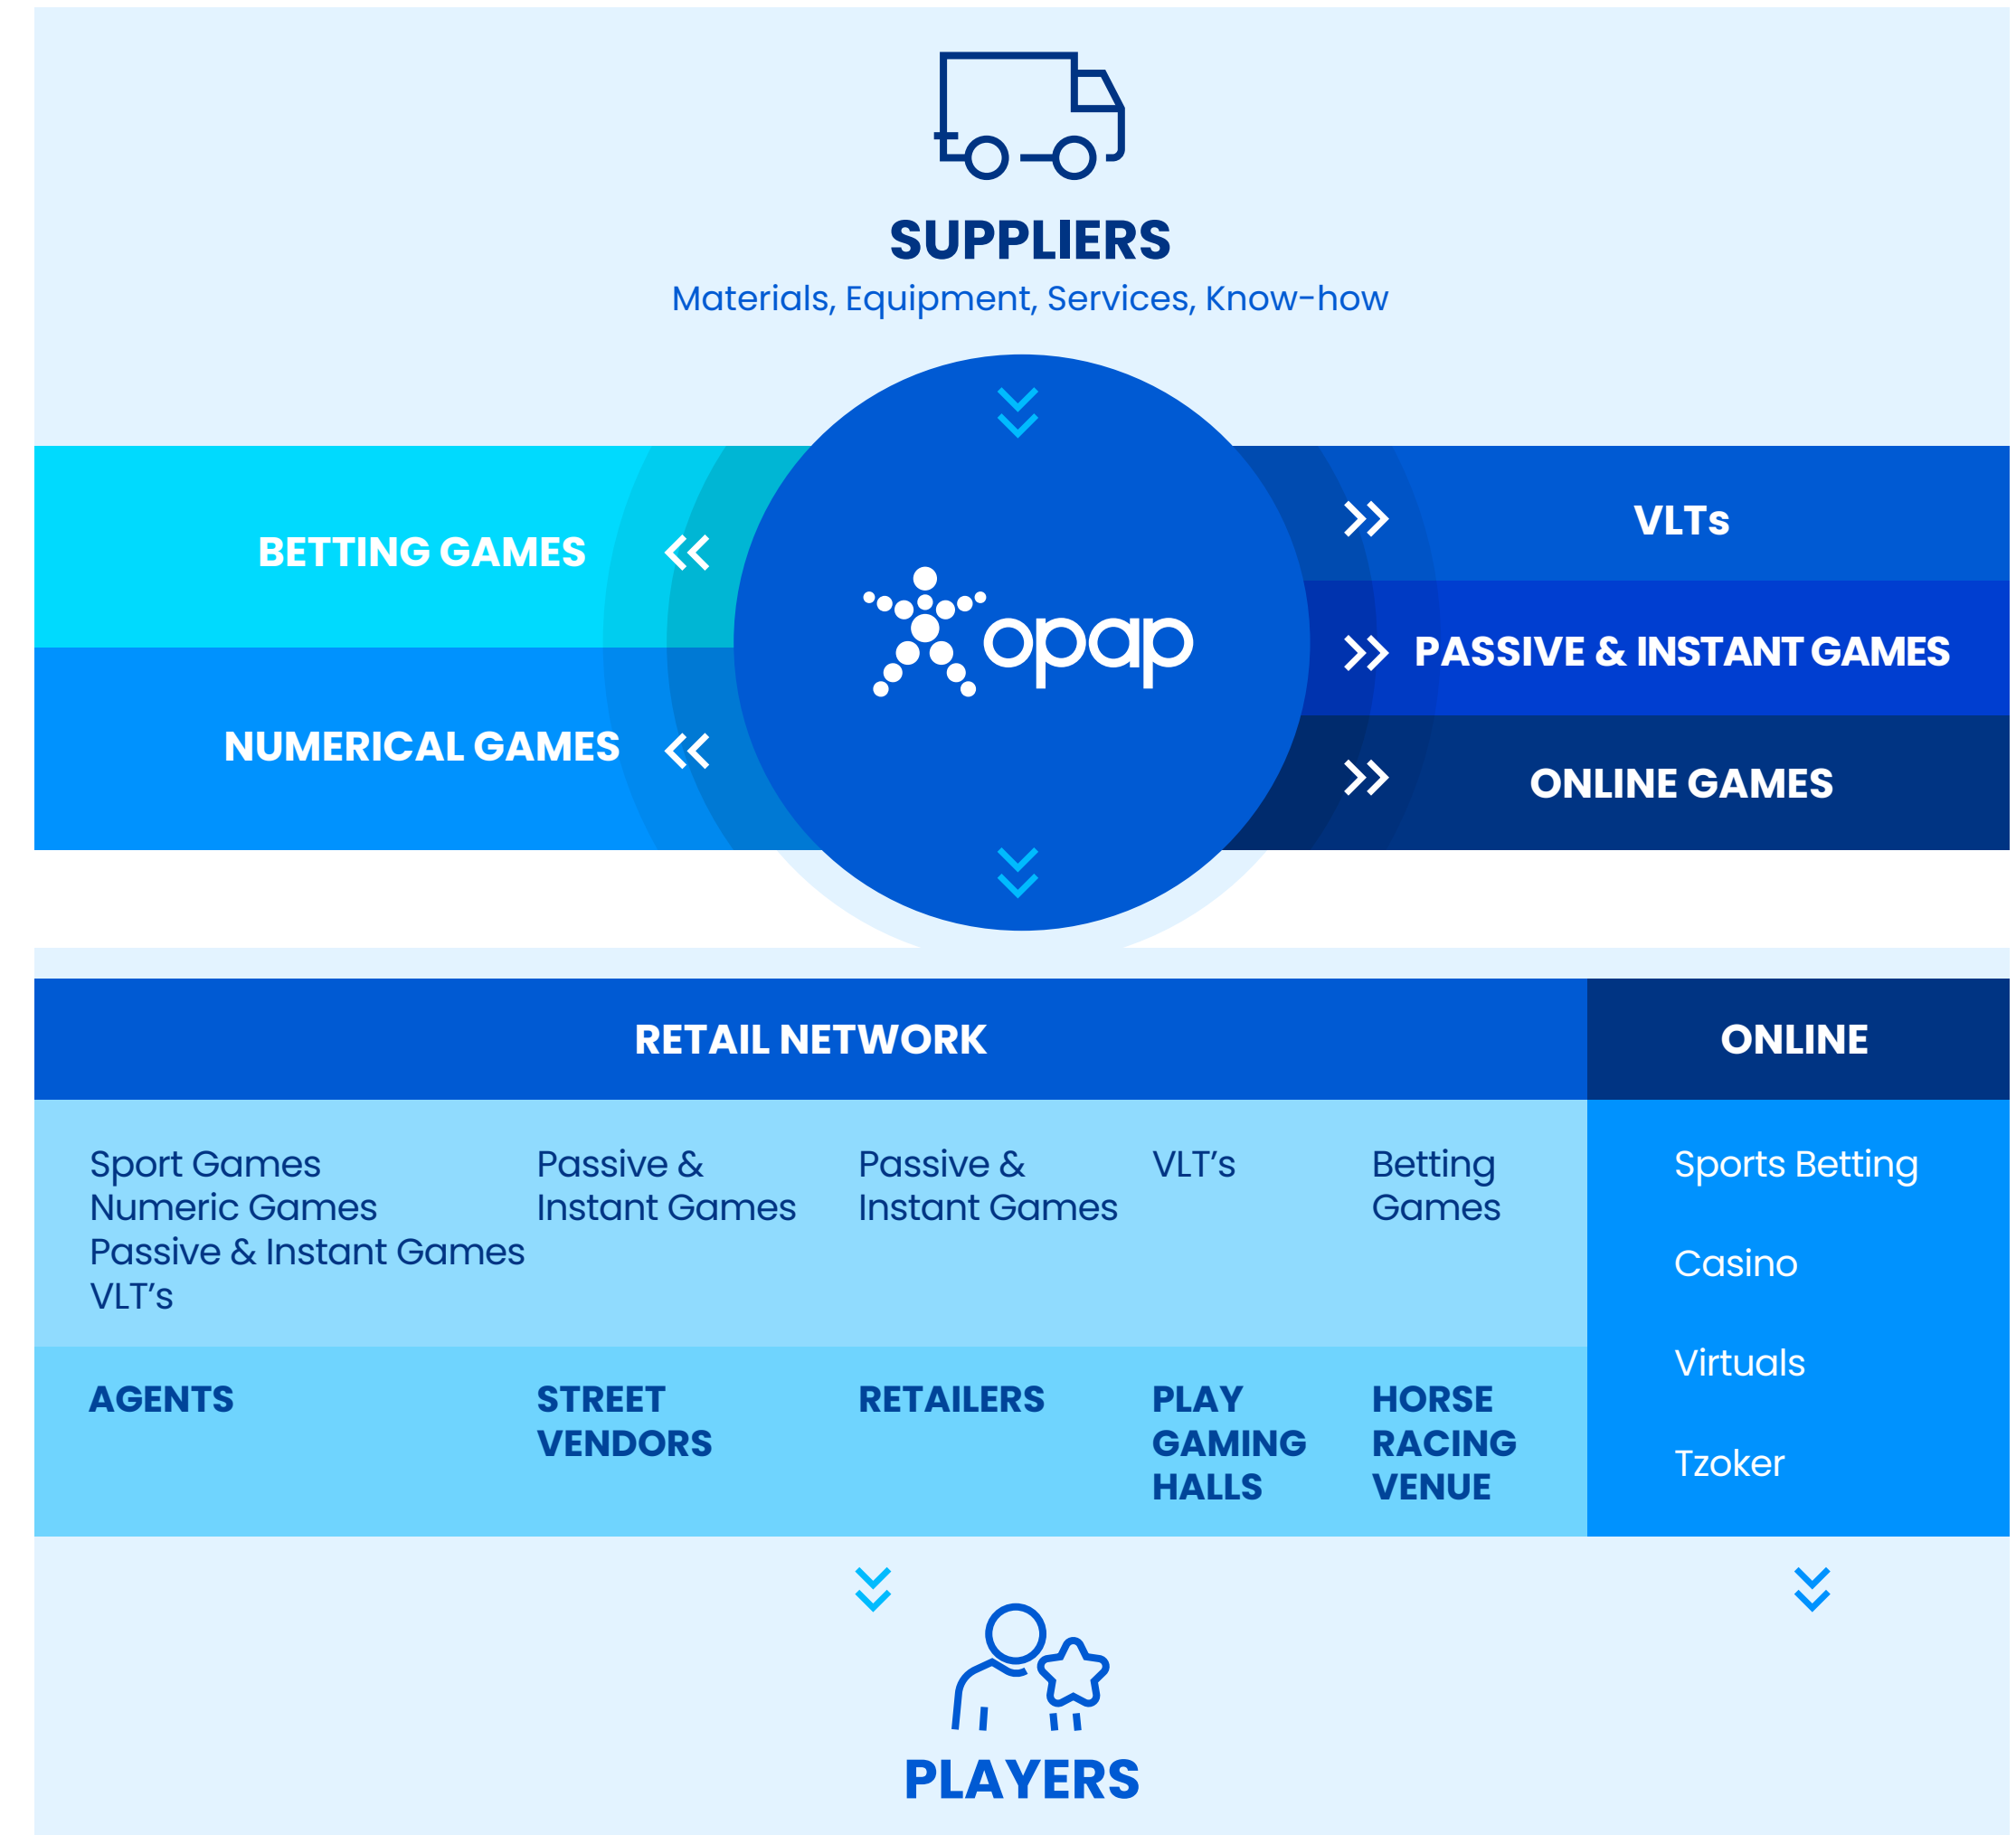 SUPPLIERS
Materials, Equipment, Services, Know-how
BETTING GAMES
NUMERICAL GAMES
opap
VLTs
PASSIVE & INSTANT GAMES
ONLINE GAMES
RETAIL NETWORK
Sport Games
Numeric Games
Passive & Instant Games
VLT’s
AGENTS
Passive &
Instant Games
STREET
VENDORS
Passive &
Instant Games
RETAILERS
VLT’s
PLAY
GAMING
HALLS
Betting
Games
HORSE
RACING
VENUE
ONLINE
Sports Betting
Casino
Virtuals
Tzoker
PLAYERS